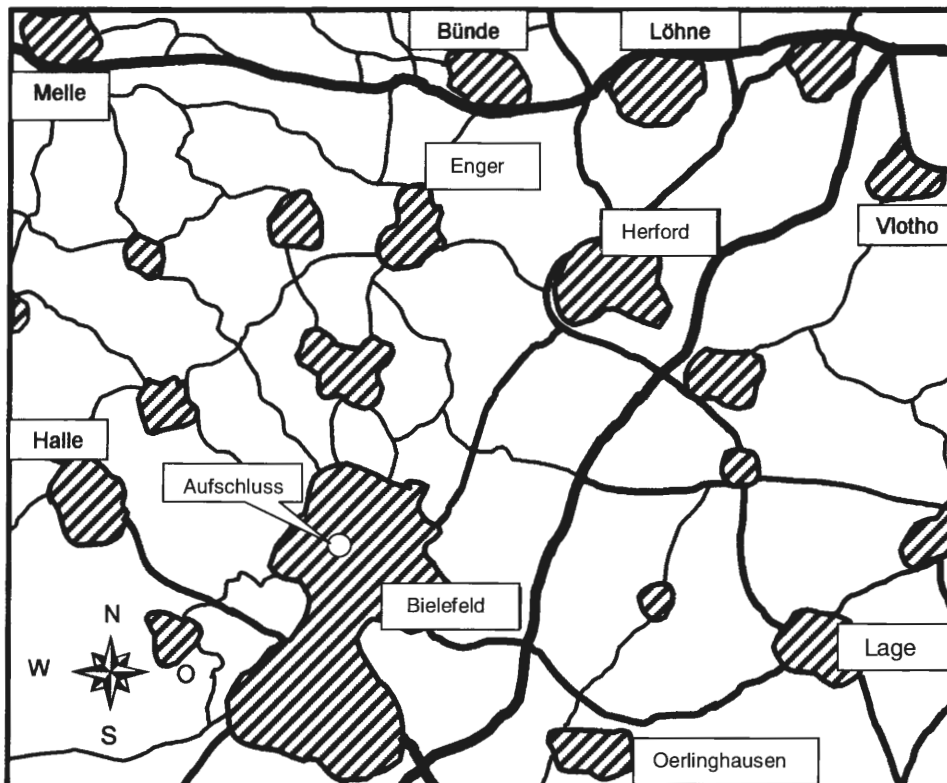 Bünde
Löhne
Melle
Enger
Herford
Vlotho
Halle
Aufschluss
Bielefeld
N
W
O
S
Lage
Oerlinghausen